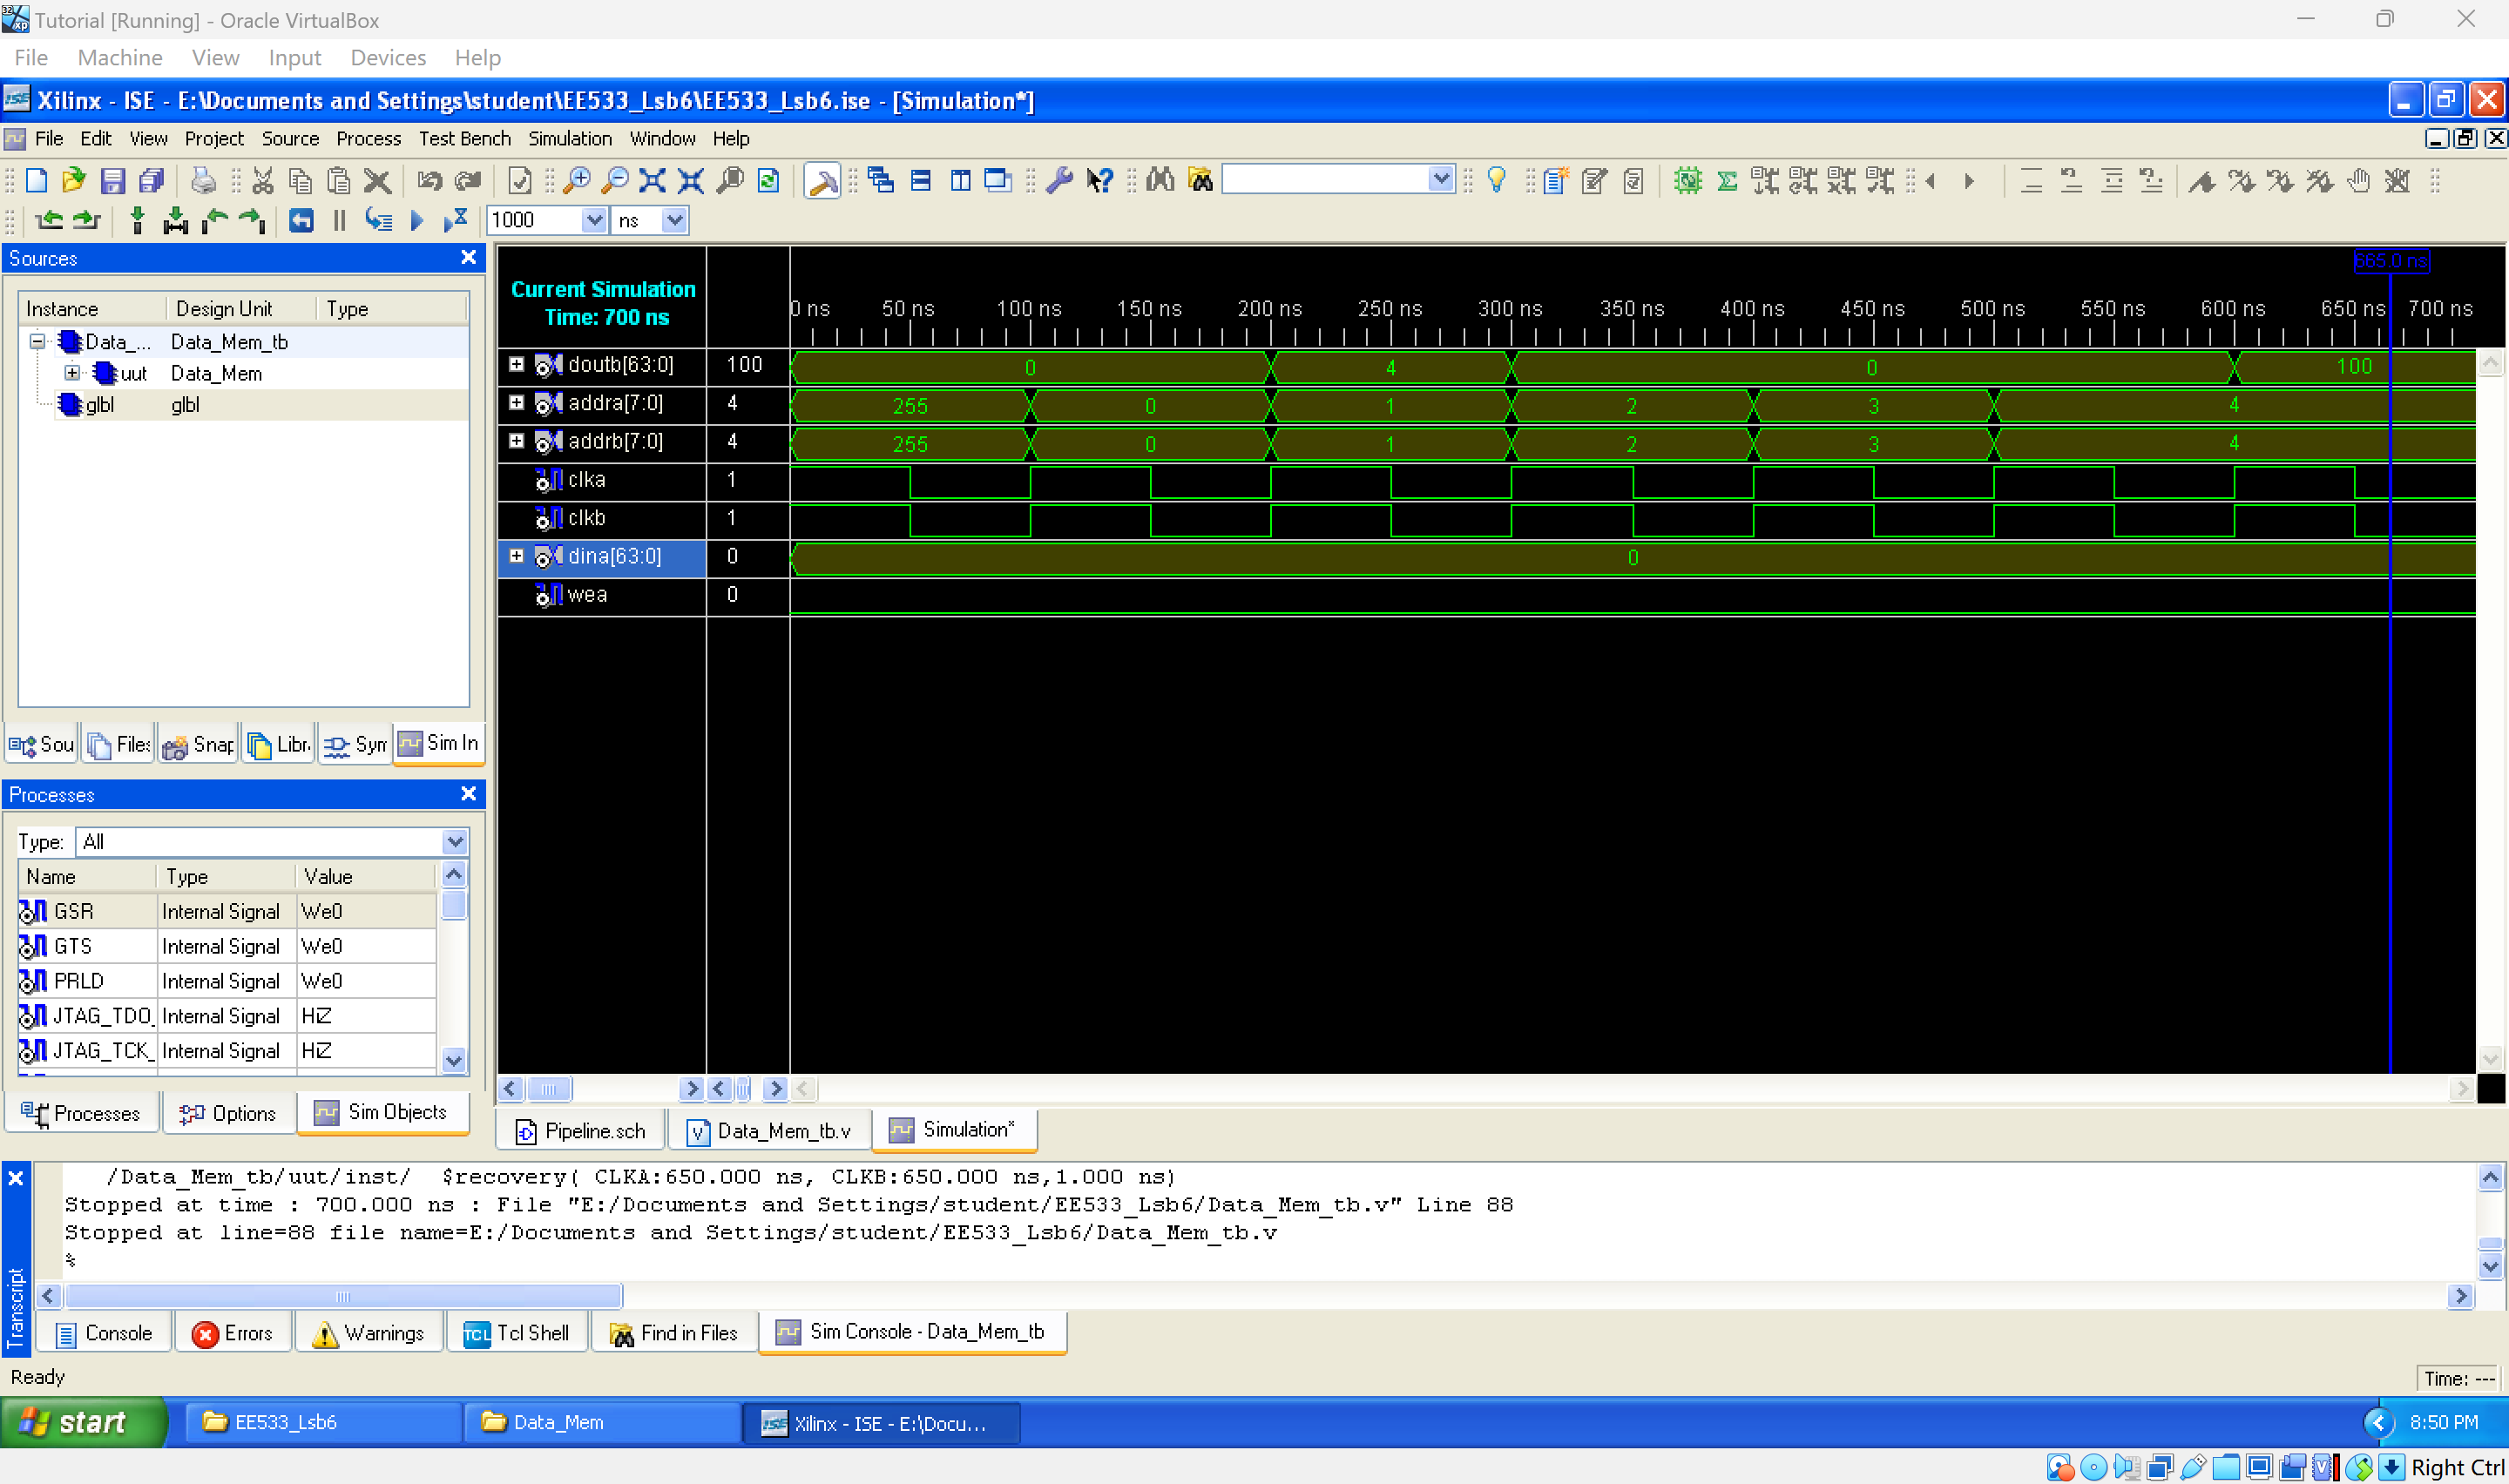 Tutorial [Running] - Oracle VirtualBox
File Machine View Input Devices Help
Xilinx - ISE - E:\Documents and Settings\student\EE533_Lsb6\EE533_Lsb6.ise - [Simulation*]
File Edit View Project Source Process Test Bench Simulation Window Help
1000 ns
Sources
Instance Design Unit Type
Data_... Data_Mem_tb
uut Data_Mem
glbl glbl
Sou File Snap Libr Sym Sim In
Processes
Type: All
Name Type Value
GSR Internal Signal We0
GTS Internal Signal We0
PRLD Internal Signal We0
JTAG_TDO_ Internal Signal HiZ
JTAG_TCK_ Internal Signal HiZ
Processes Options Sim Objects
Current Simulation
Time: 700 ns
665.0 ns
0 ns 50 ns 100 ns 150 ns 200 ns 250 ns 300 ns 350 ns 400 ns 450 ns 500 ns 550 ns 600 ns 650 ns 700 ns
doutb[63:0] 100 0 4 0 100
addra[7:0] 4 255 0 1 2 3 4
addrb[7:0] 4 255 0 1 2 3 4
clka 1
clkb 1
dina[63:0] 0 0
wea 0
Pipeline.sch Data_Mem_tb.v Simulation*
Transcript
/Data_Mem_tb/uut/inst/ $recovery( CLKA:650.000 ns, CLKB:650.000 ns,1.000 ns)
Stopped at time : 700.000 ns : File "E:/Documents and Settings/student/EE533_Lsb6/Data_Mem_tb.v" Line 88
Stopped at line=88 file name=E:/Documents and Settings/student/EE533_Lsb6/Data_Mem_tb.v
%
Console Errors Warnings TCL Tcl Shell Find in Files Sim Console - Data_Mem_tb
Ready Time: ---
start EE533_Lsb6 Data_Mem ISE Xilinx - ISE - E:\Docu... 8:50 PM
Right Ctrl